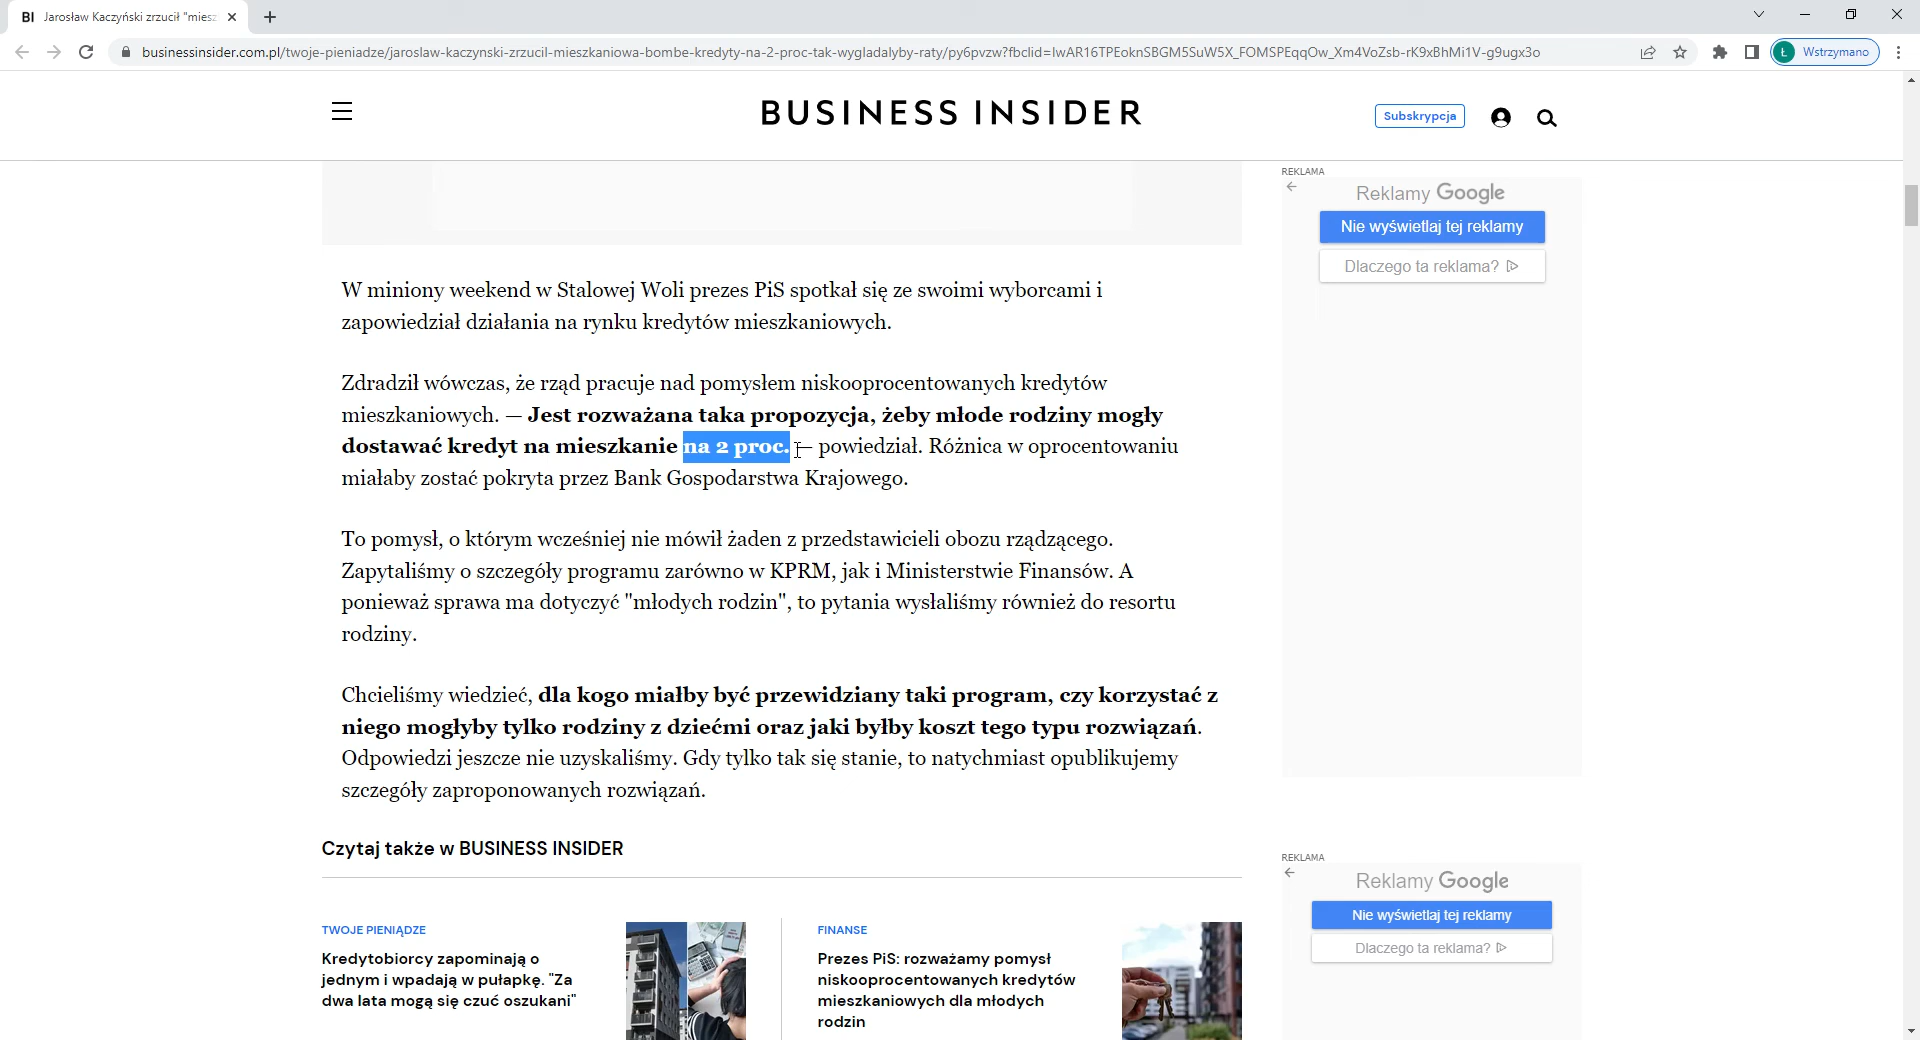 BI Jarosław Kaczyński zrzucił "miesz
businessinsider.com.pl/twoje-pieniadze/jaroslaw-kaczynski-zrzucil-mieszkaniowa-bombe-kredyty-na-2-proc-tak-wygladalyby-raty/py6pvzw?fbclid=IwAR16TPEoknSBGM5SuW5X_FOMSPEqqOw_Xm4VoZsb-rK9xBhMi1V-g9ugx3o
Ł Wstrzymano
BUSINESS INSIDER
Subskrypcja
REKLAMA
Reklamy Google
Nie wyświetlaj tej reklamy
Dlaczego ta reklama?
W miniony weekend w Stalowej Woli prezes PiS spotkał się ze swoimi wyborcami i
zapowiedział działania na rynku kredytów mieszkaniowych.
Zdradził wówczas, że rząd pracuje nad pomysłem niskooprocentowanych kredytów
mieszkaniowych. — Jest rozważana taka propozycja, żeby młode rodziny mogły
dostawać kredyt na mieszkanie na 2 proc. — powiedział. Różnica w oprocentowaniu
miałaby zostać pokryta przez Bank Gospodarstwa Krajowego.
To pomysł, o którym wcześniej nie mówił żaden z przedstawicieli obozu rządzącego.
Zapytaliśmy o szczegóły programu zarówno w KPRM, jak i Ministerstwie Finansów. A
ponieważ sprawa ma dotyczyć "młodych rodzin", to pytania wysłaliśmy również do resortu
rodziny.
Chcieliśmy wiedzieć, dla kogo miałby być przewidziany taki program, czy korzystać z
niego mogłyby tylko rodziny z dziećmi oraz jaki byłby koszt tego typu rozwiązań.
Odpowiedzi jeszcze nie uzyskaliśmy. Gdy tylko tak się stanie, to natychmiast opublikujemy
szczegóły zaproponowanych rozwiązań.
Czytaj także w BUSINESS INSIDER
REKLAMA
Reklamy Google
Nie wyświetlaj tej reklamy
Dlaczego ta reklama?
TWOJE PIENIĄDZE
Kredytobiorcy zapominają o
jednym i wpadają w pułapkę. "Za
dwa lata mogą się czuć oszukani"
FINANSE
Prezes PiS: rozważamy pomysł
niskooprocentowanych kredytów
mieszkaniowych dla młodych
rodzin